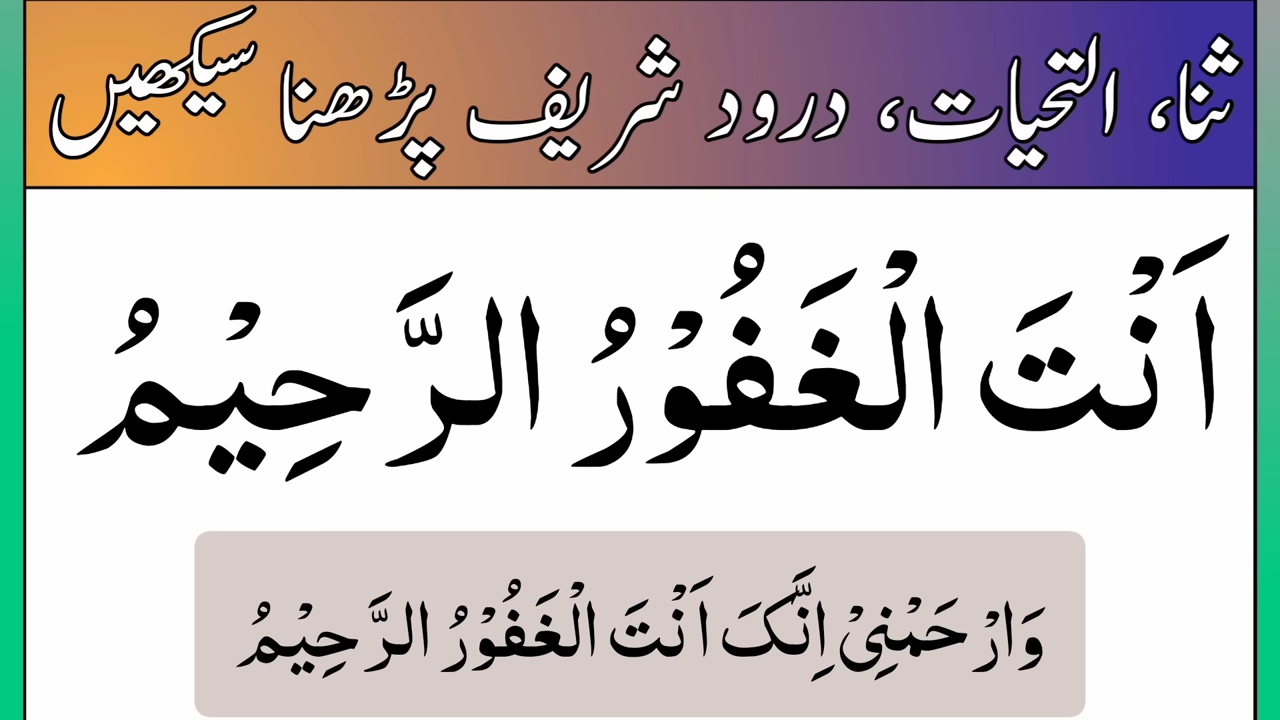 ثنا، التحیات، درود شریف پڑھنا سیکھیں
اَنْتَ الْغَفُوْرُ الرَّحِیْمُ
وَارْحَمْنِیْ اِنَّکَ اَنْتَ الْغَفُوْرُ الرَّحِیْمُ